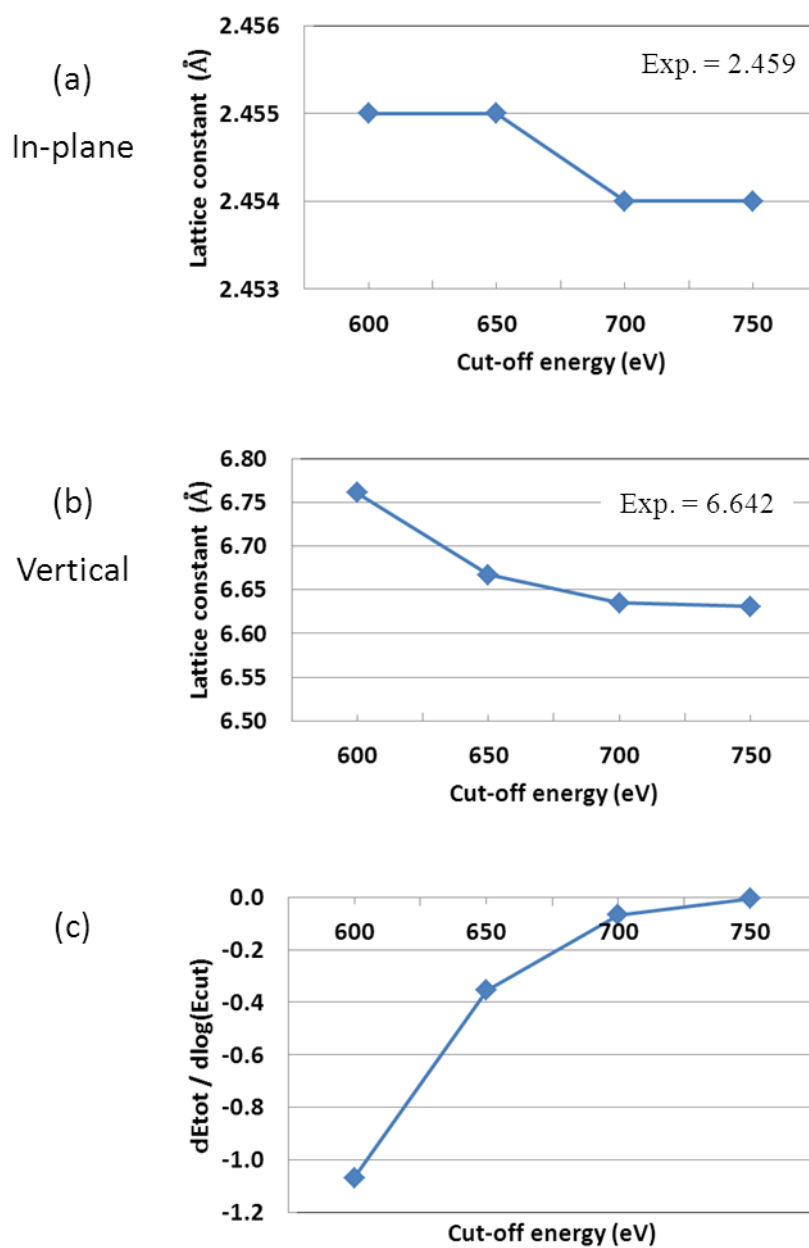 (a)
In-plane
Lattice constant (Å)
2.456
2.455
2.454
2.453
Exp. = 2.459
600 650 700 750
Cut-off energy (eV)
(b)
Vertical
Lattice constant (Å)
6.80
6.75
6.70
6.65
6.60
6.55
6.50
Exp. = 6.642
600 650 700 750
Cut-off energy (eV)
(c)
dEtot / dlog(Ecut)
0.0
-0.2
-0.4
-0.6
-0.8
-1.0
-1.2
600 650 700 750
Cut-off energy (eV)